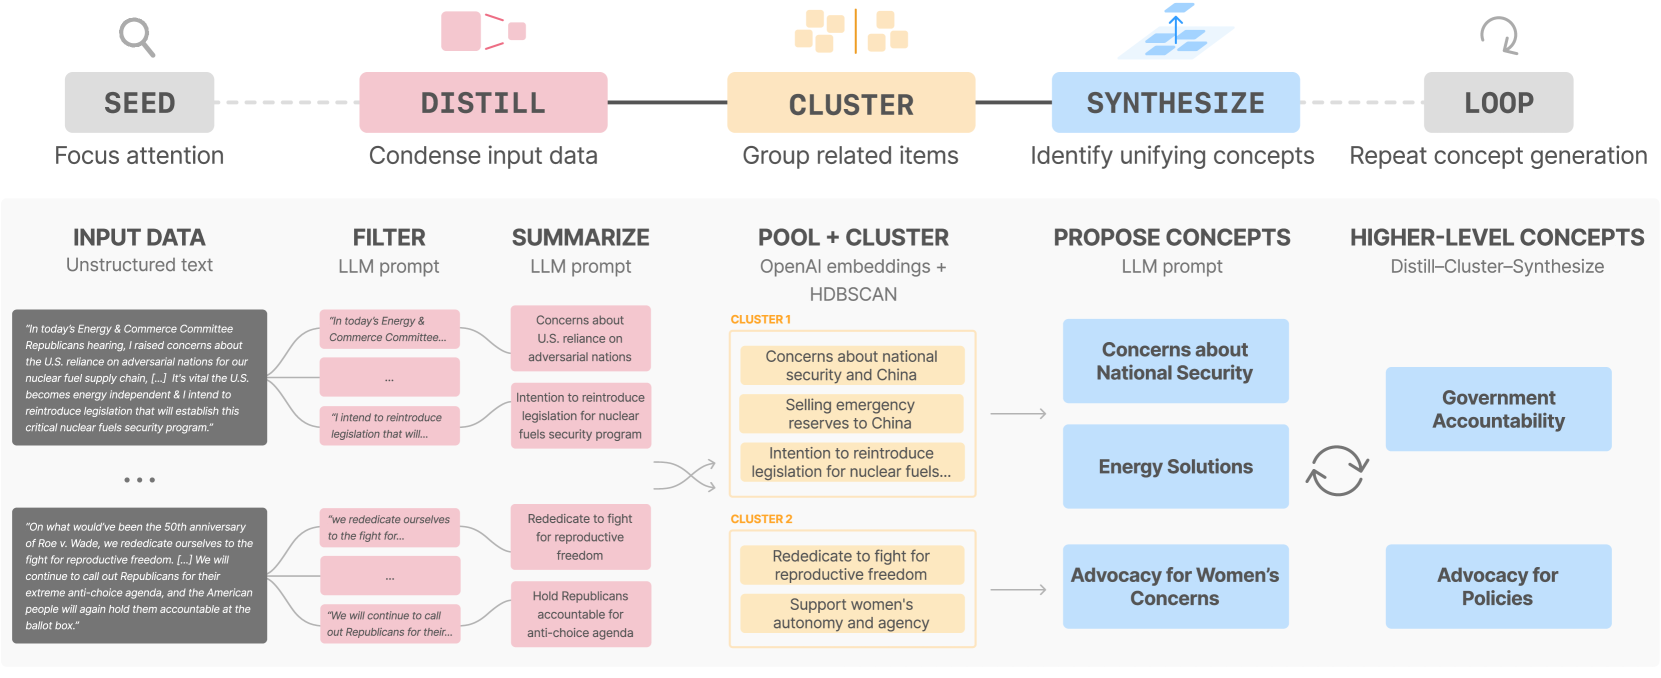 SEED
DISTILL
CLUSTER
SYNTHESIZE
LOOP
Focus attention
Condense input data
Group related items
Identify unifying concepts
Repeat concept generation
INPUT DATA
Unstructured text
FILTER
LLM prompt
SUMMARIZE
LLM prompt
POOL + CLUSTER
OpenAI embeddings +
HDBSCAN
PROPOSE CONCEPTS
LLM prompt
HIGHER-LEVEL CONCEPTS
Distill–Cluster–Synthesize
“In today’s Energy & Commerce Committee
Republicans hearing, I raised concerns about
the U.S. reliance on adversarial nations for our
nuclear fuel supply chain, [...] It’s vital the U.S.
becomes energy independent & I intend to
reintroduce legislation that will establish this
critical nuclear fuels security program.”
...
“On what would’ve been the 50th anniversary
of Roe v. Wade, we rededicate ourselves to the
fight for reproductive freedom. [...] We will
continue to call out Republicans for their
extreme anti-choice agenda, and the American
people will again hold them accountable at the
ballot box.”
“In today’s Energy &
Commerce Committee...
...
“I intend to reintroduce
legislation that will...
“we rededicate ourselves
to the fight for...
...
“We will continue to call
out Republicans for their...
Concerns about
U.S. reliance on
adversarial nations
Intention to reintroduce
legislation for nuclear
fuels security program
Rededicate to fight
for reproductive
freedom
Hold Republicans
accountable for
anti-choice agenda
CLUSTER 1
Concerns about national
security and China
Selling emergency
reserves to China
Intention to reintroduce
legislation for nuclear fuels...
CLUSTER 2
Rededicate to fight for
reproductive freedom
Support women's
autonomy and agency
Concerns about
National Security
Energy Solutions
Advocacy for Women’s
Concerns
Government
Accountability
Advocacy for
Policies